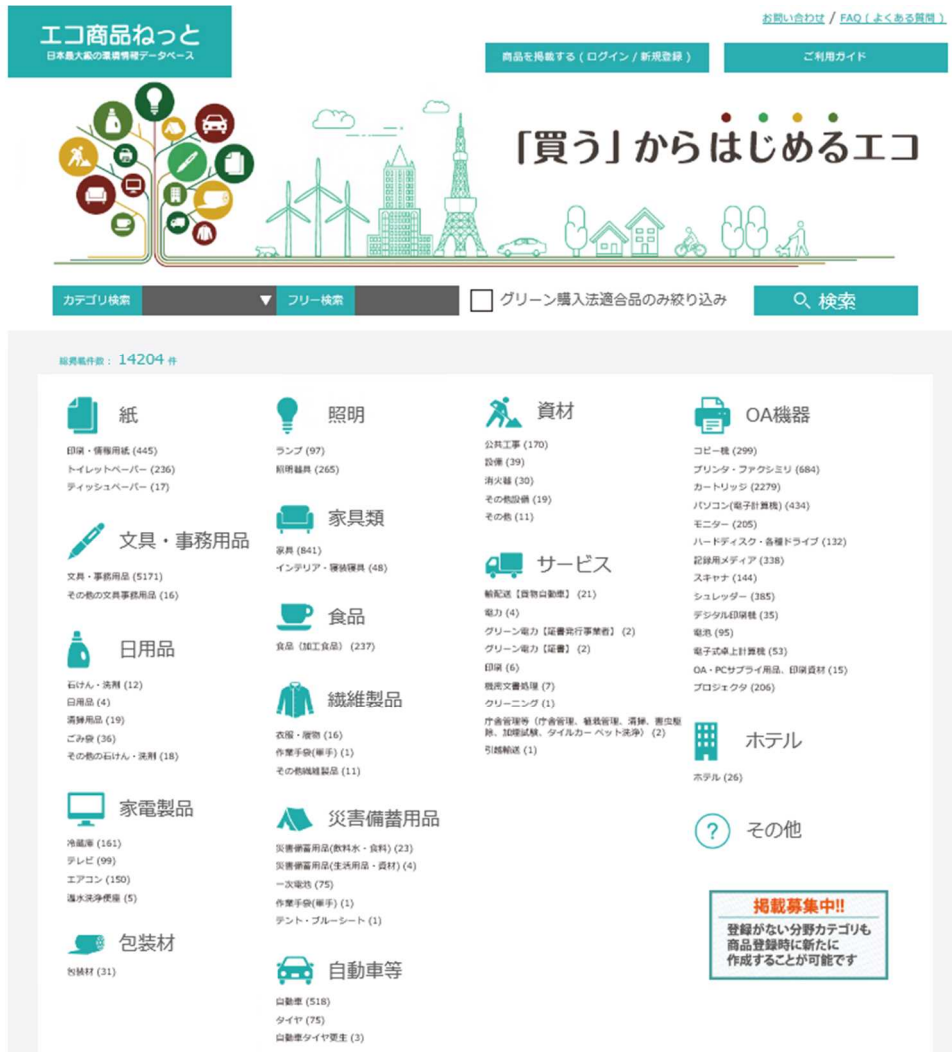 エコ商品ねっと
日本最大級の環境情報データベース
お問い合わせ / FAQ ( よくある質問 )
商品を掲載する ( ログイン / 新規登録 )
ご利用ガイド
「買う」からはじめるエコ
カテゴリ検索 ▼ フリー検索
グリーン購入法適合品のみ絞り込み
検索
総掲載件数： 14204 件
紙
印刷・情報用紙 (445)
トイレットペーパー (236)
ティッシュペーパー (17)
文具・事務用品
文具・事務用品 (5171)
その他の文具事務用品 (16)
日用品
石けん・洗剤 (12)
日用品 (4)
清掃用品 (19)
ごみ袋 (36)
その他の石けん・洗剤 (18)
家電製品
冷蔵庫 (161)
テレビ (99)
エアコン (150)
温水洗浄便座 (5)
包装材
包装材 (31)
照明
ランプ (97)
照明器具 (265)
家具類
家具 (841)
インテリア・寝装寝具 (48)
食品
食品（加工食品） (237)
繊維製品
衣服・履物 (16)
作業手袋(軍手) (1)
その他繊維製品 (11)
災害備蓄用品
災害備蓄用品(飲料水・食料) (23)
災害備蓄用品(生活用品・資材) (4)
一次電池 (75)
作業手袋(軍手) (1)
テント・ブルーシート (1)
自動車等
自動車 (518)
タイヤ (75)
自動車タイヤ更生 (3)
資材
公共工事 (170)
設備 (39)
消火器 (30)
その他設備 (19)
その他 (11)
サービス
輸配送【貨物自動車】 (21)
電力 (4)
グリーン電力【証書発行事業者】 (2)
グリーン電力【証書】 (2)
印刷 (6)
機密文書処理 (7)
クリーニング (1)
庁舎管理等（庁舎管理、植栽管理、清掃、害虫駆
除、加煙試験、タイルカーペット洗浄） (2)
引越輸送 (1)
OA機器
コピー機 (299)
プリンタ・ファクシミリ (684)
カートリッジ (2279)
パソコン(電子計算機) (434)
モニター (205)
ハードディスク・各種ドライブ (132)
記録用メディア (338)
スキャナ (144)
シュレッダー (385)
デジタル印刷機 (35)
電池 (95)
電子式卓上計算機 (53)
OA・PCサプライ用品、印刷資材 (15)
プロジェクタ (206)
ホテル
ホテル (26)
その他
掲載募集中!!
登録がない分野カテゴリも
商品登録時に新たに
作成することが可能です